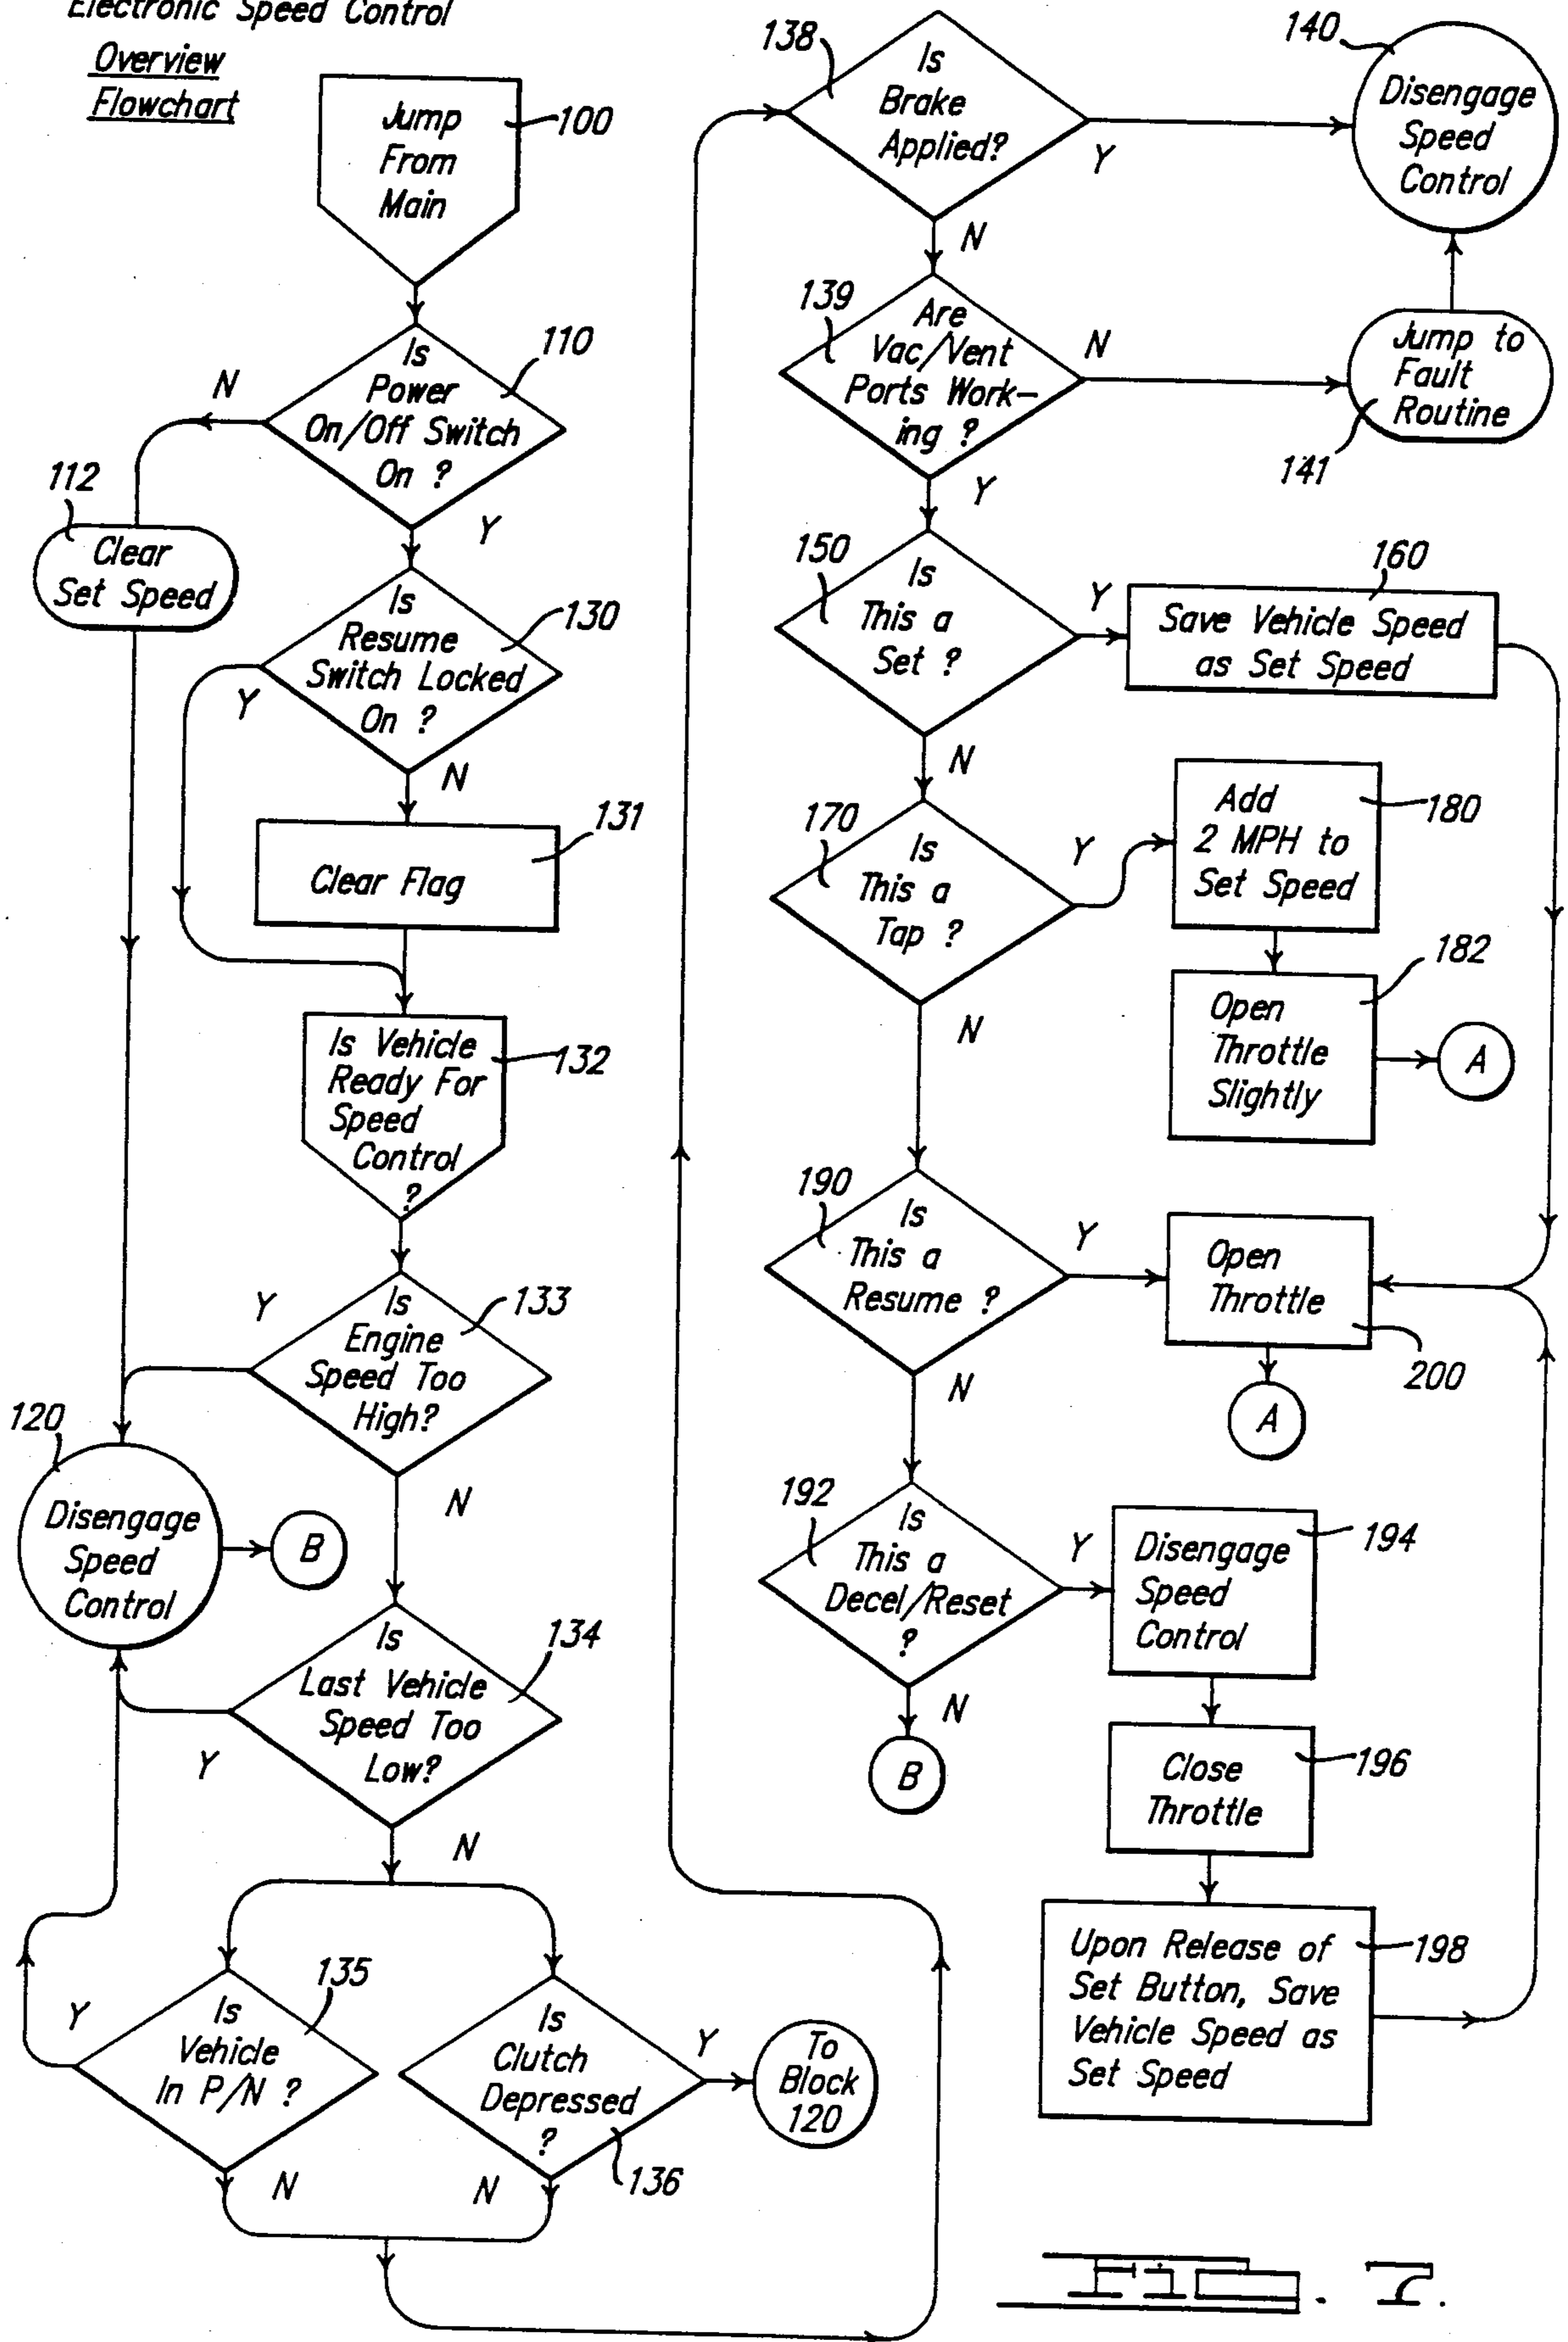 Electronic Speed Control
Overview
Flowchart
Jump
From
Main
100
Is
Power
On/Off Switch
On ?
110
N
Y
112
Clear
Set Speed
Is
Resume
Switch Locked
On ?
130
Y
N
Clear Flag
131
Is Vehicle
Ready For
Speed
Control
?
132
Is
Engine
Speed Too
High?
133
Y
N
120
Disengage
Speed
Control
B
Is
Last Vehicle
Speed Too
Low?
134
Y
N
Is
Vehicle
In P/N ?
135
Y
N
Is
Clutch
Depressed
?
136
Y
N
To
Block
120
138
Is
Brake
Applied?
Y
N
140
Disengage
Speed
Control
139
Are
Vac/Vent
Ports Work-
ing ?
N
Y
Jump to
Fault
Routine
141
150
Is
This a
Set ?
Y
N
160
Save Vehicle Speed
as Set Speed
170
Is
This a
Tap ?
Y
N
Add
2 MPH to
Set Speed
180
Open
Throttle
Slightly
182
A
190
Is
This a
Resume ?
Y
N
Open
Throttle
200
A
192
Is
This a
Decel/Reset
?
Y
N
B
Disengage
Speed
Control
194
Close
Throttle
196
Upon Release of
Set Button, Save
Vehicle Speed as
Set Speed
198
FIG. 7.